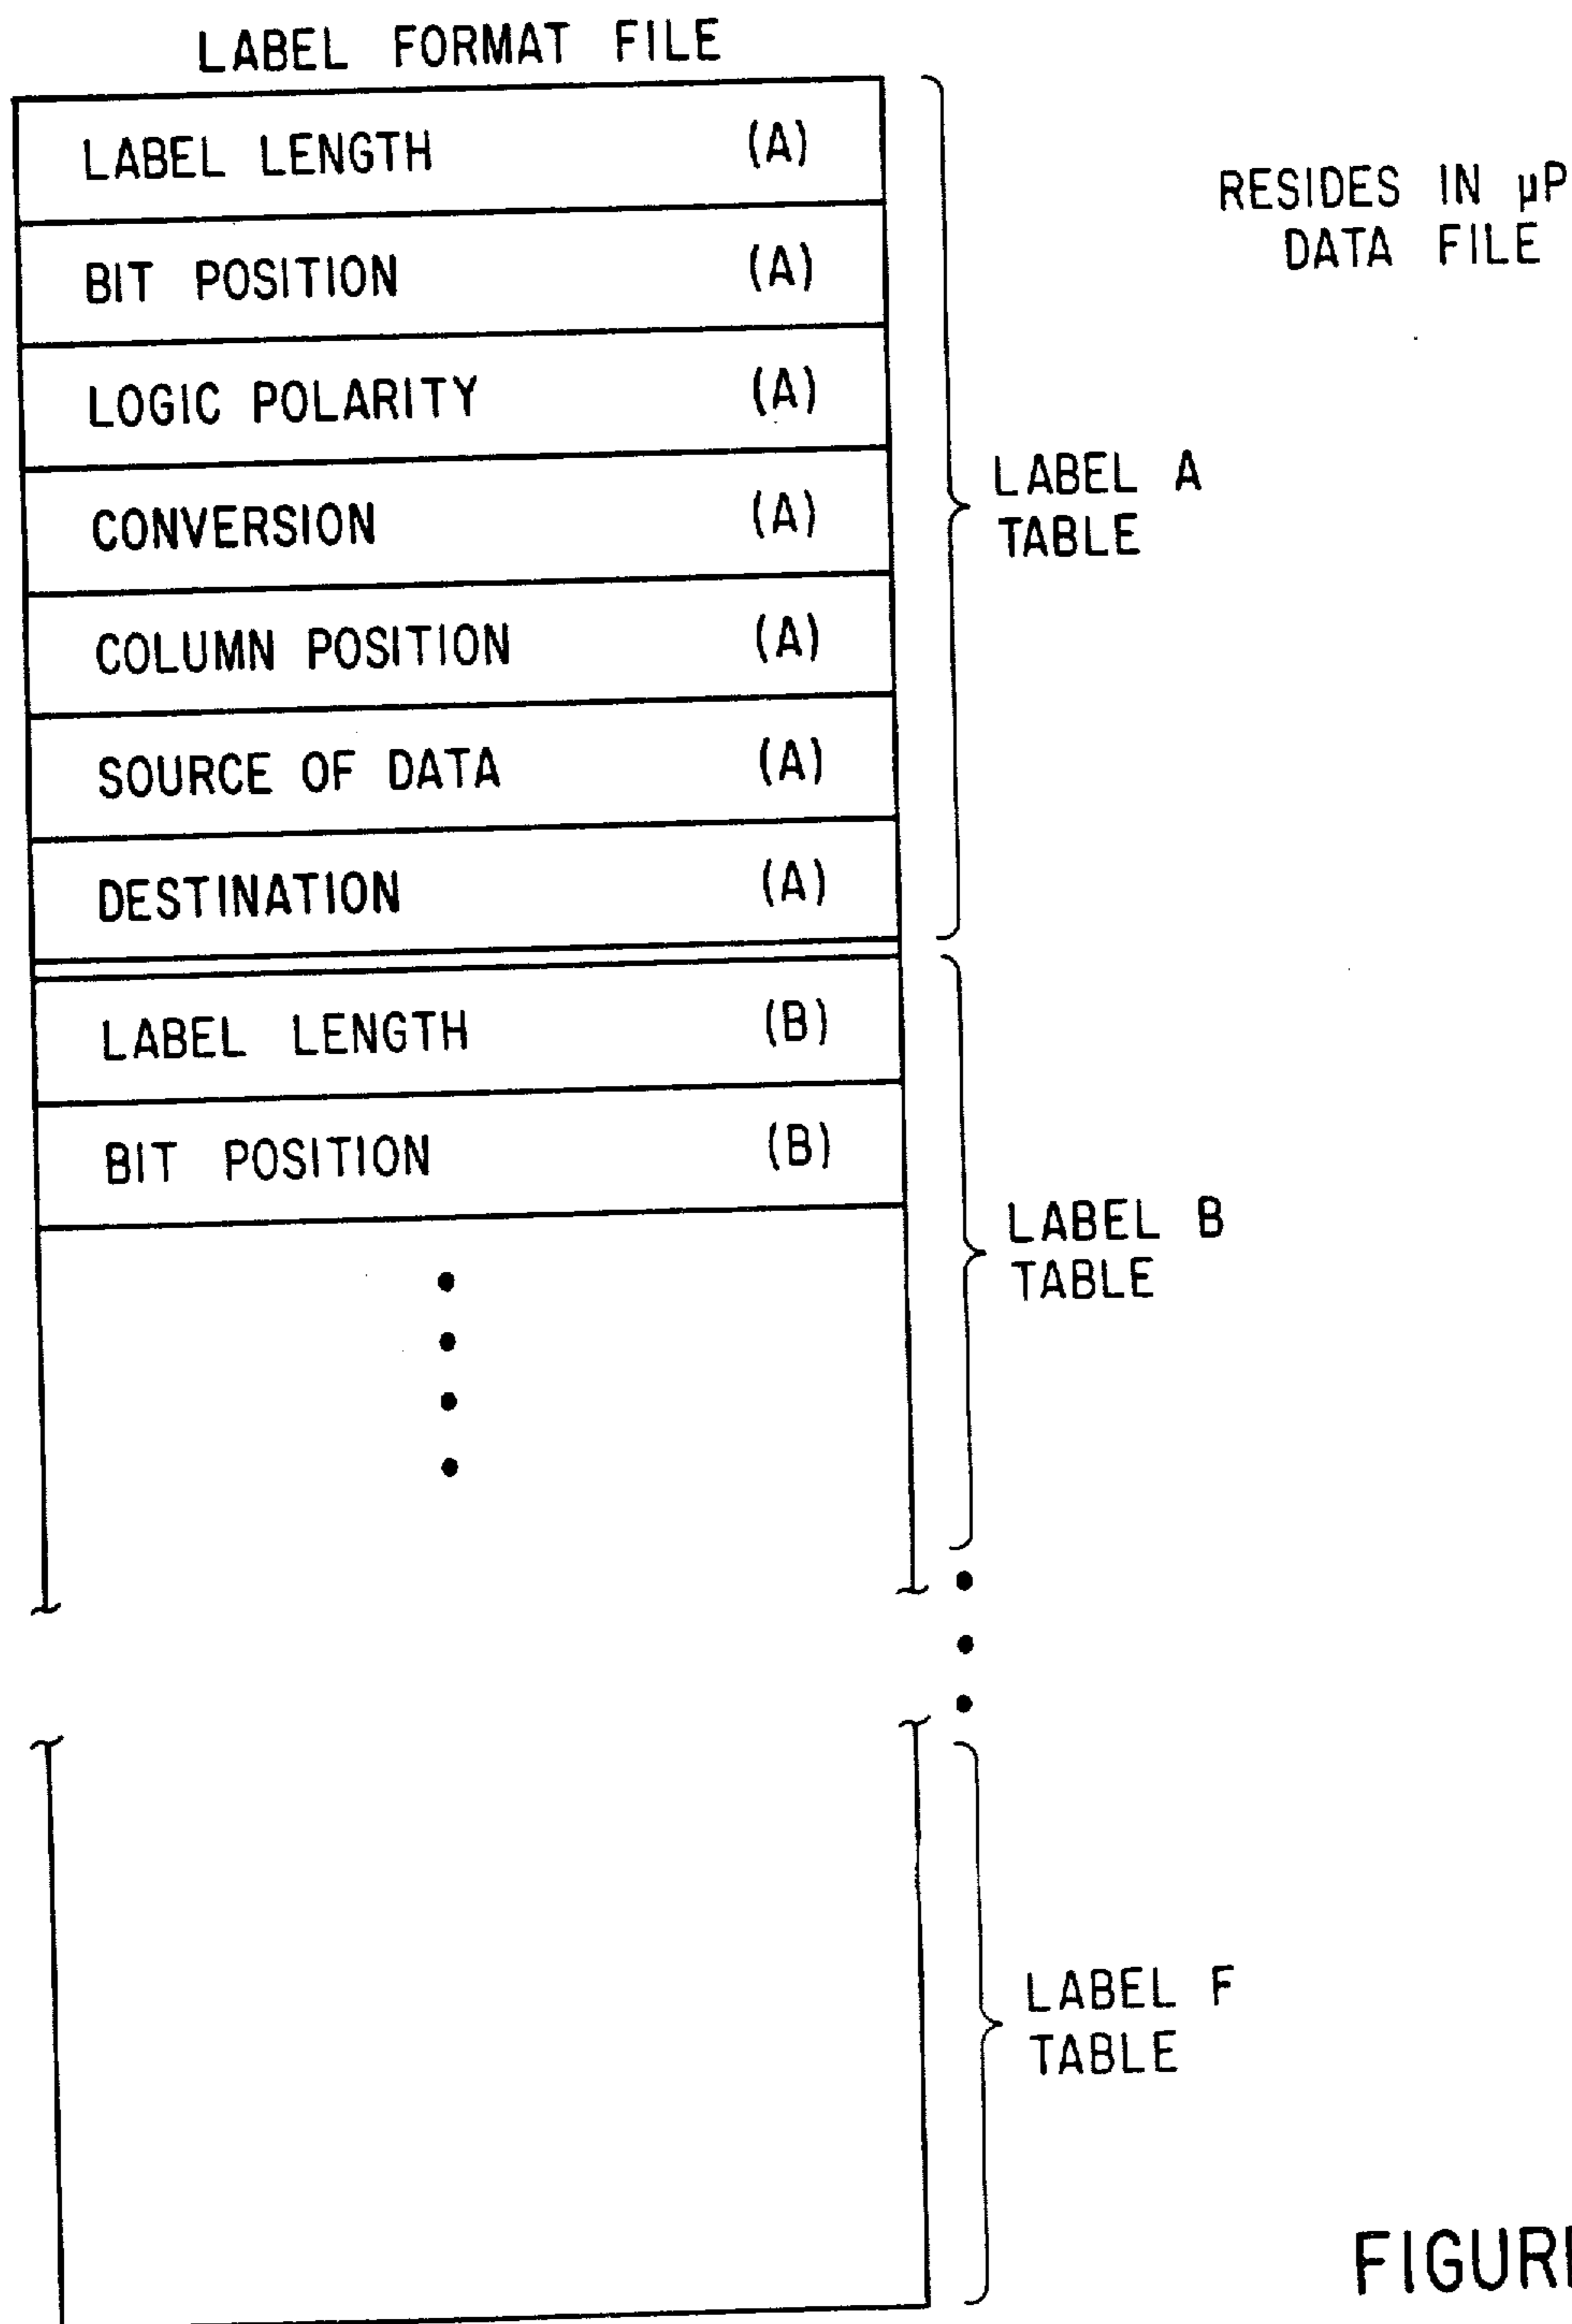 LABEL FORMAT FILE
LABEL LENGTH (A)
BIT POSITION (A)
LOGIC POLARITY (A)
CONVERSION (A)
COLUMN POSITION (A)
SOURCE OF DATA (A)
DESTINATION (A)
LABEL LENGTH (B)
BIT POSITION (B)
RESIDES IN µP
DATA FILE
LABEL A
TABLE
LABEL B
TABLE
LABEL F
TABLE